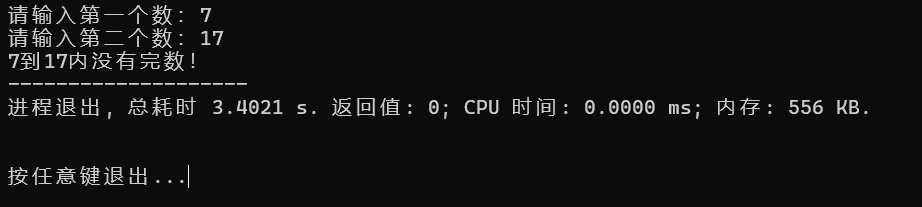 请输入第一个数: 7
请输入第二个数: 17
7到17内没有完数!
--------------------
进程退出, 总耗时 3.4021 s. 返回值: 0; CPU 时间: 0.0000 ms; 内存: 556 KB.
按任意键退出...